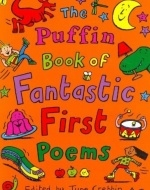 The
Puffin
Book of
Fantastic
First
Poems
Edited by June Crebbin